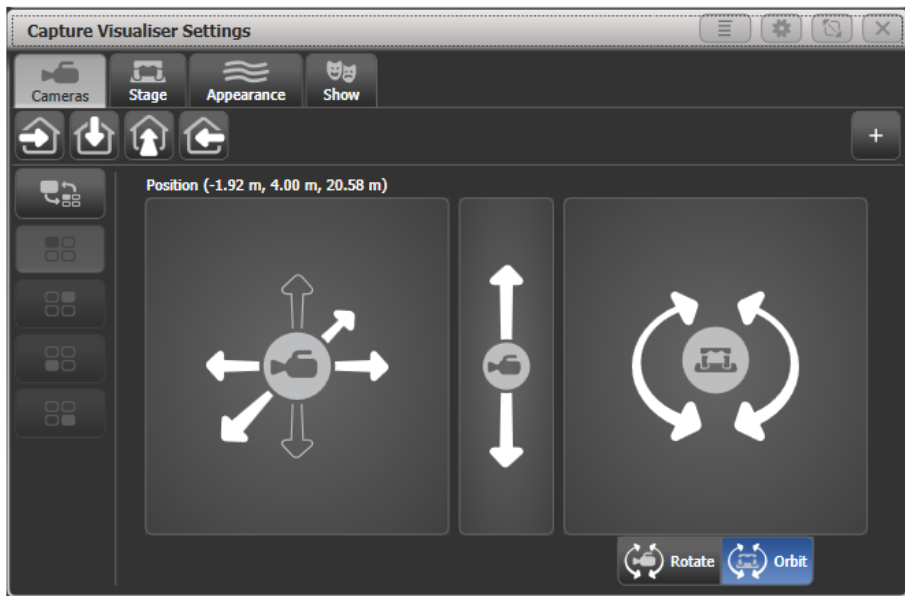 Capture Visualiser Settings
Cameras
Stage
Appearance
Show
+
Position (-1.92 m, 4.00 m, 20.58 m)
Rotate
Orbit